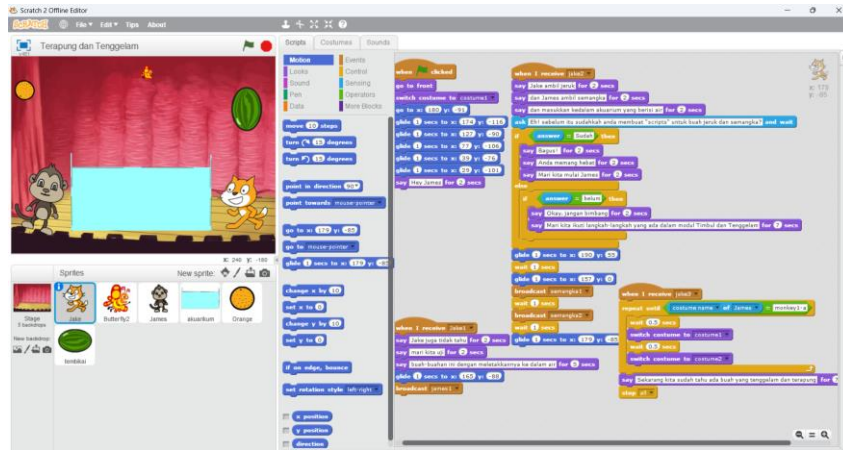 Scratch 2 Offline Editor
SCRATCH File Edit Tips About
Terapung dan Tenggelam
Scripts Costumes Sounds
Motion Events
Looks Control
Sound Sensing
Pen Operators
Data More Blocks
move 10 steps
turn 15 degrees
turn 15 degrees
point in direction 90
point towards mouse-pointer
go to x: 179 y: -85
go to mouse-pointer
glide 1 secs to x: 179 y: -85
change x by 10
set x to 0
change y by 10
set y to 0
if on edge, bounce
set rotation style left-right
x position
y position
direction
X: 240 Y: -180
Sprites New sprite:
Stage
3 backdrops
New backdrop:
Jake
Butterfly2
James
akuarium
Orange
tembikai
when clicked
go to front
switch costume to costume1
go to x: 180 y: -91
glide 1 secs to x: 174 y: -116
glide 1 secs to x: 127 y: -90
glide 1 secs to x: 77 y: -106
glide 1 secs to x: 39 y: -76
glide 1 secs to x: 29 y: -101
say Hey James for 2 secs
when I receive Jake1
say Jake juga tidak tahu for 2 secs
say mari kita uji for 2 secs
say buah-buahan ini dengan meletakkannya ke dalam air for 5 secs
glide 1 secs to x: 165 y: -88
broadcast james1
when I receive jake2
say Jake ambil jeruk for 2 secs
say dan James ambil semangka for 2 secs
say dan masukkan kedalam akuarium yang berisi air for 2 secs
ask Eh! sebelum itu sudahkah anda membuat "scripts" untuk buah jeruk dan semangka? and wait
if answer = Sudah then
say Bagus! for 2 secs
say Anda memang hebat for 2 secs
say Mari kita mulai James for 2 secs
else
if answer = belum then
say Okay, jangan bimbang for 2 secs
say Mari kita ikuti langkah-langkah yang ada dalam modul 'Timbul dan Tenggelam' for 7 secs
glide 1 secs to x: 190 y: 55
wait 1 secs
glide 1 secs to x: 157 y: 0
broadcast semangka1
wait 1 secs
broadcast semangka2
wait 1 secs
glide 1 secs to x: 179 y: -85
when I receive jake3
repeat until costume name of James = monkey1-a
wait 0.5 secs
switch costume to costume1
wait 0.5 secs
switch costume to costume2
say Sekarang kita sudah tahu ada buah yang tenggelam dan terapung for
stop all
x: 179
y: -85